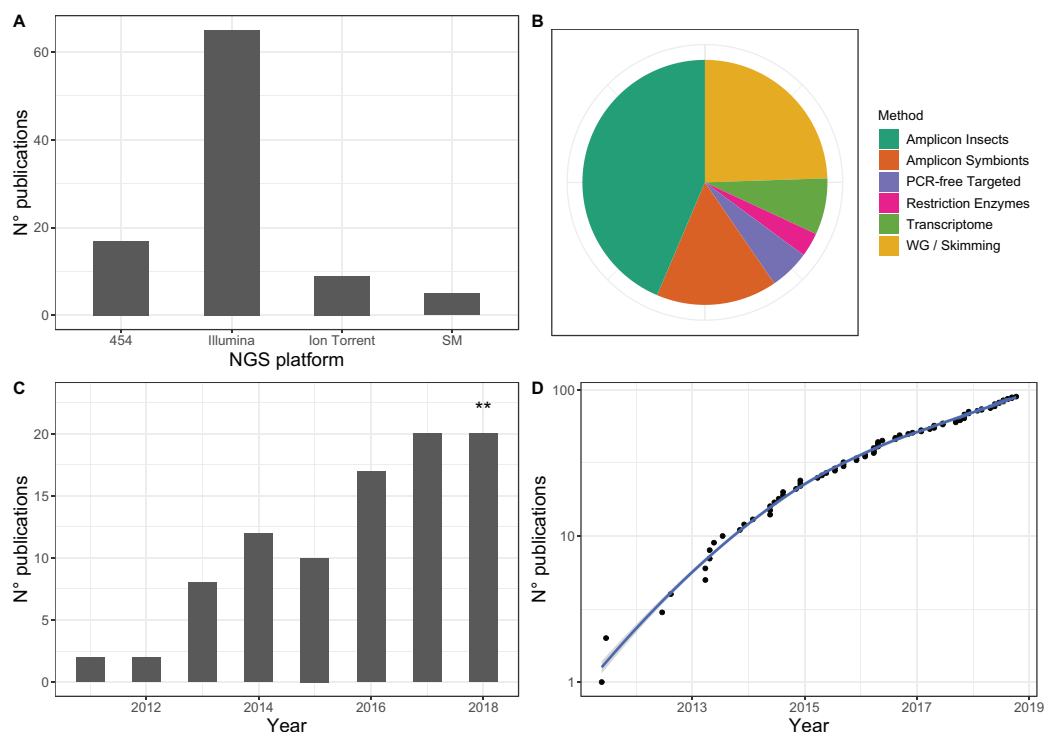 A
N° publications
60
40
20
0
454
Illumina
Ion Torrent
SM
NGS platform
B
Method
Amplicon Insects
Amplicon Symbionts
PCR-free Targeted
Restriction Enzymes
Transcriptome
WG / Skimming
C
N° publications
20
15
10
5
0
**
2012
2014
2016
2018
Year
D
N° publications
100
10
1
2013
2015
2017
2019
Year